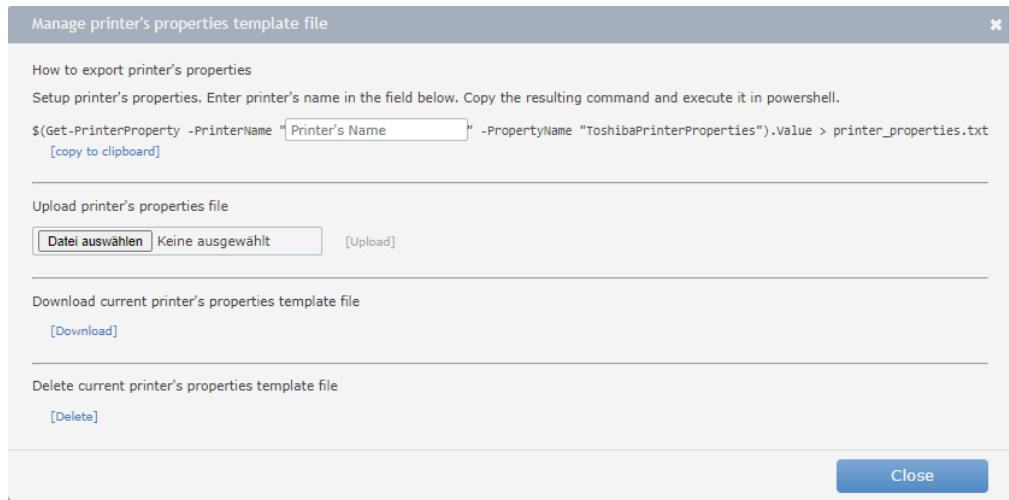 Manage printer's properties template file
How to export printer's properties
Setup printer's properties. Enter printer's name in the field below. Copy the resulting command and execute it in powershell.
$(Get-PrinterProperty -PrinterName "Printer's Name" -PropertyName "ToshibaPrinterProperties").Value > printer_properties.txt
[copy to clipboard]
Upload printer's properties file
Datei auswählen Keine ausgewählt [Upload]
Download current printer's properties template file
[Download]
Delete current printer's properties template file
[Delete]
Close